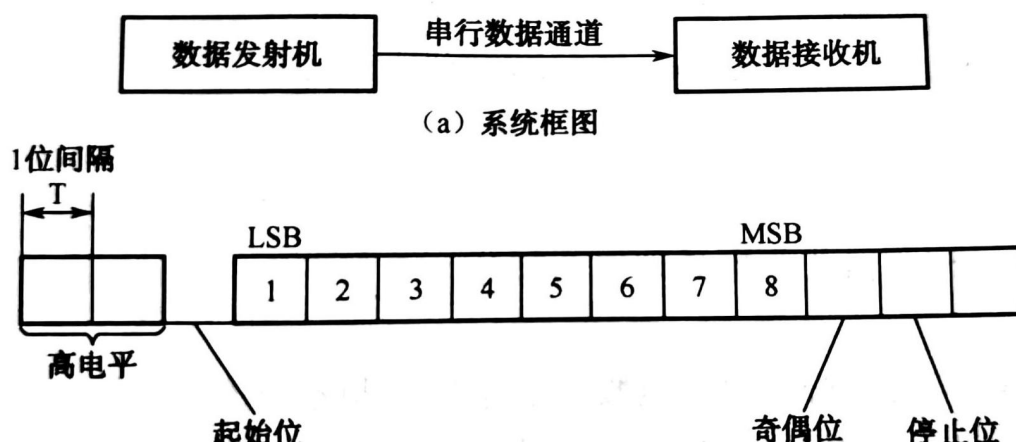 数据发射机 串行数据通道 数据接收机
（a）系统框图
1位间隔
T
LSB MSB
1 2 3 4 5 6 7 8
高电平
起始位 奇偶位 停止位